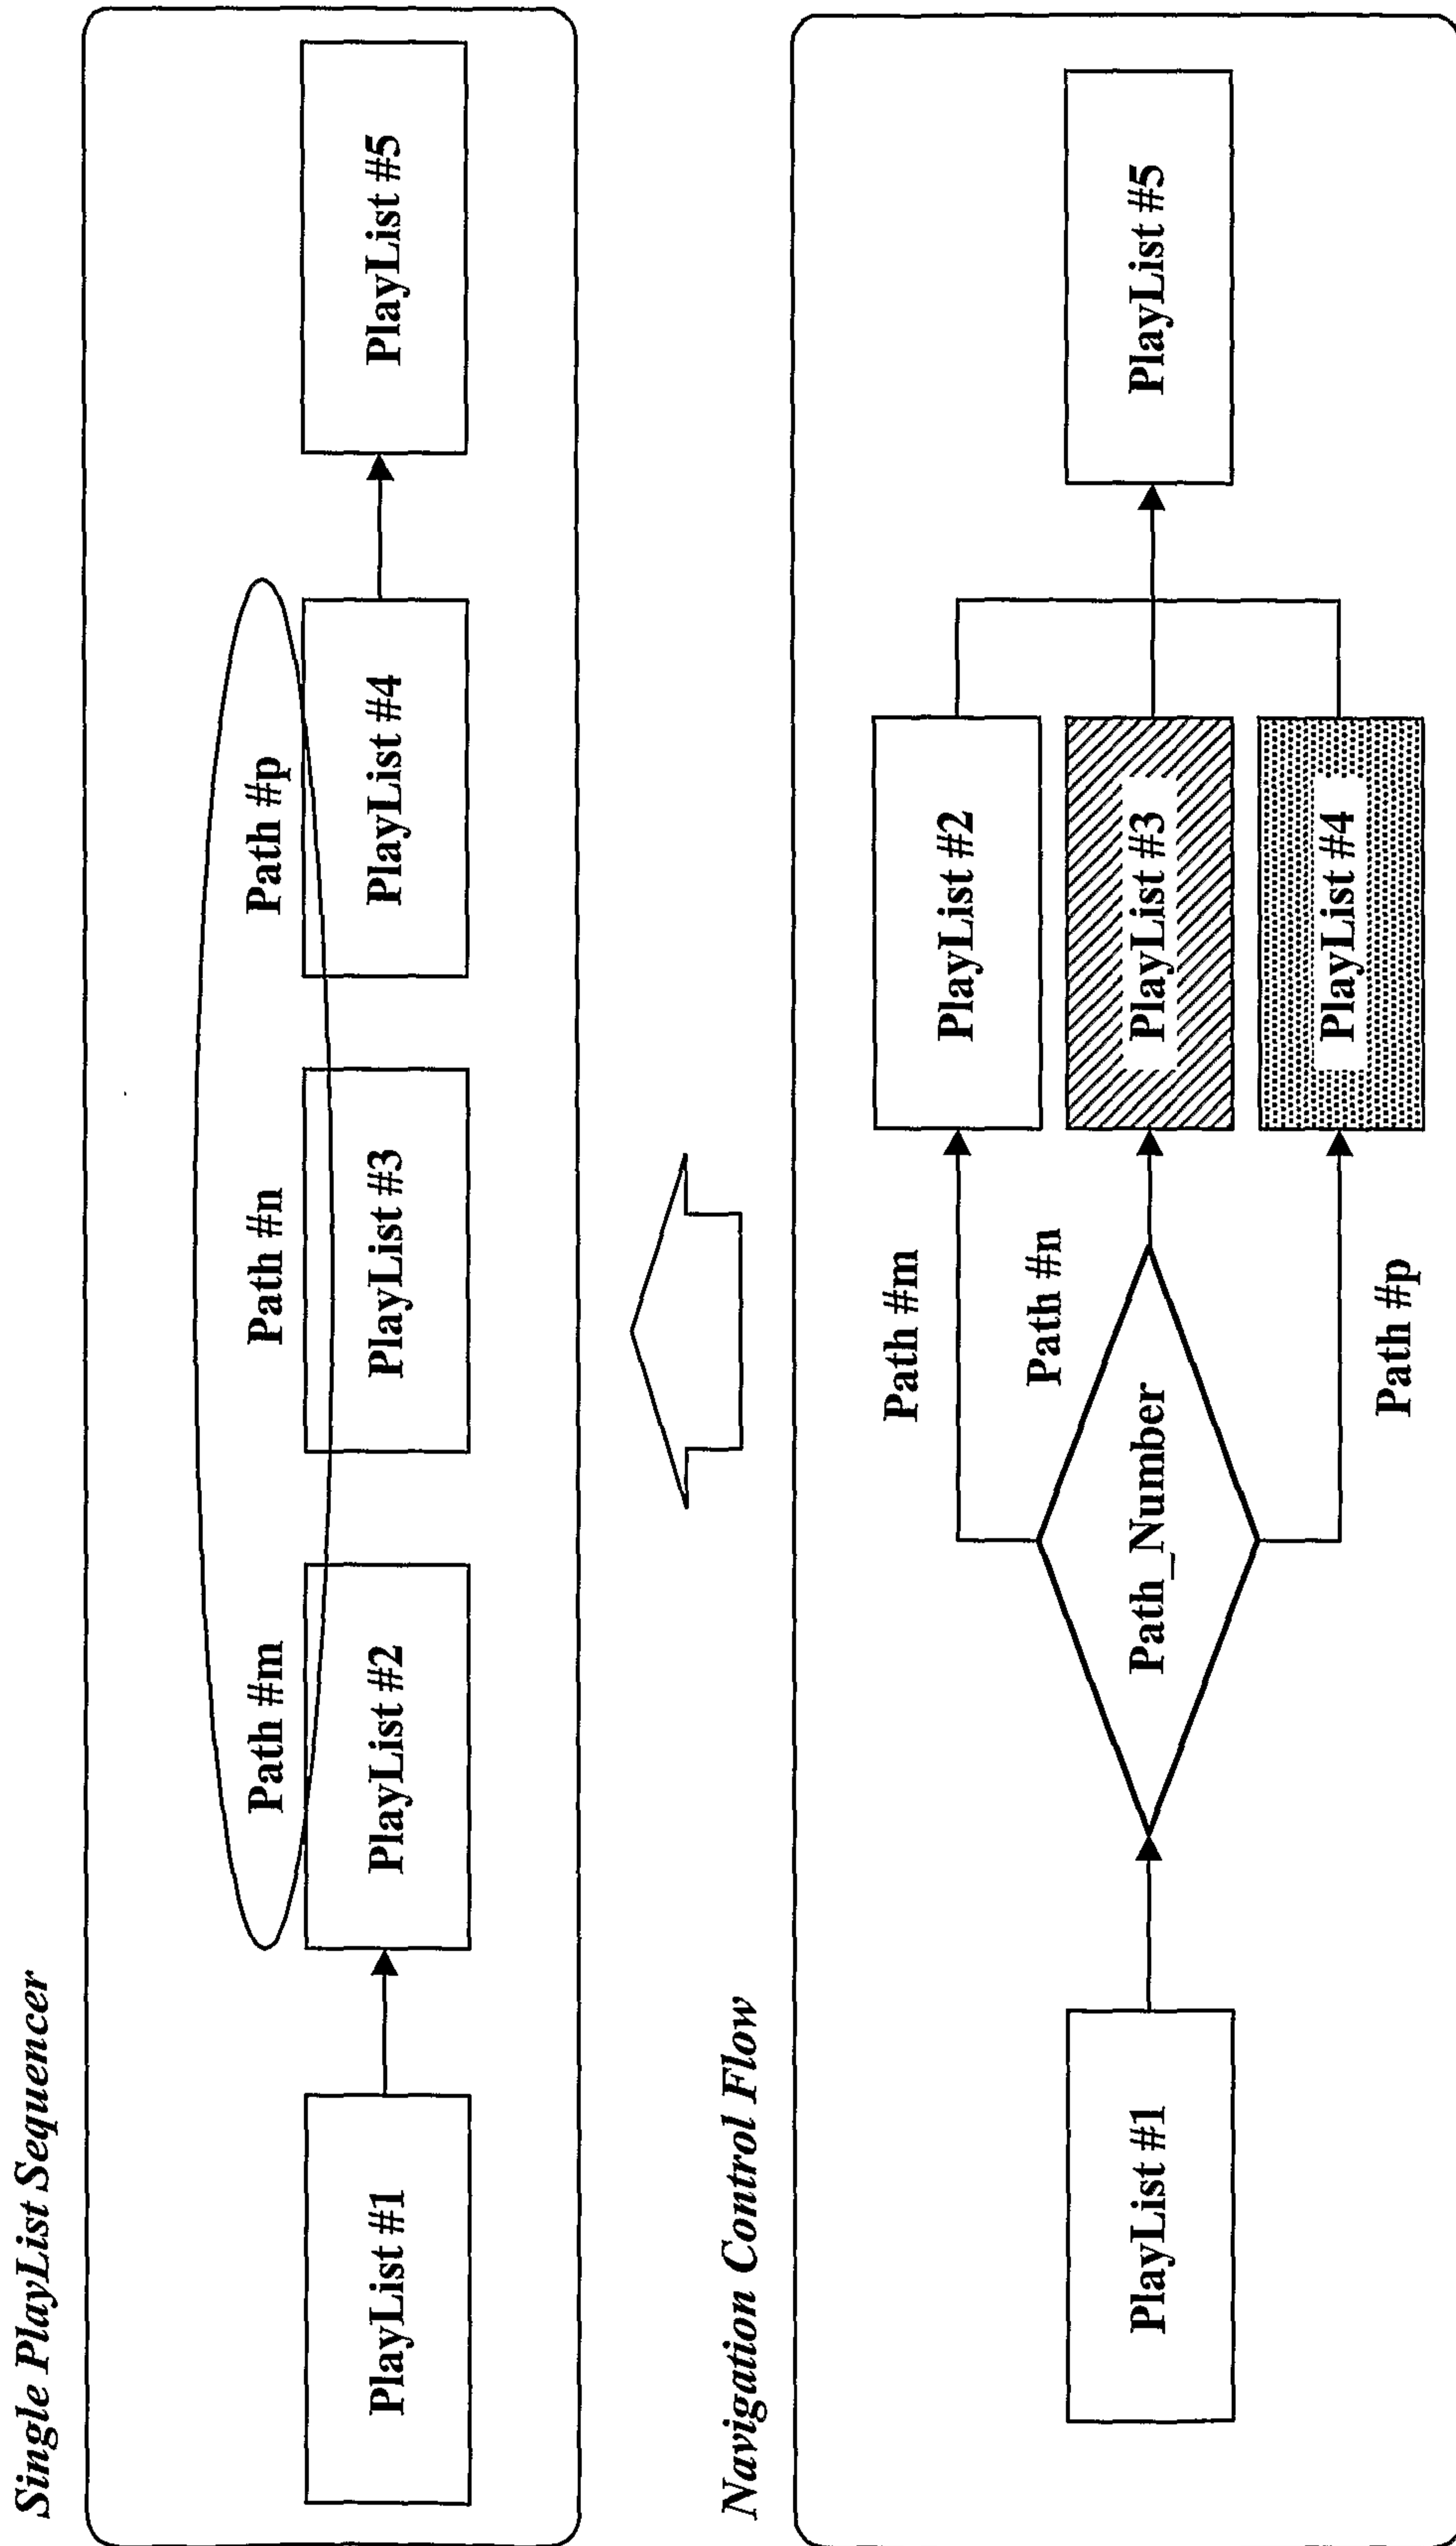 Single PlayList Sequencer
Path #m
Path #n
Path #p
PlayList #1
PlayList #2
PlayList #3
PlayList #4
PlayList #5
Navigation Control Flow
Path #m
PlayList #2
Path #n
PlayList #1
Path_Number
PlayList #3
PlayList #5
Path #p
PlayList #4